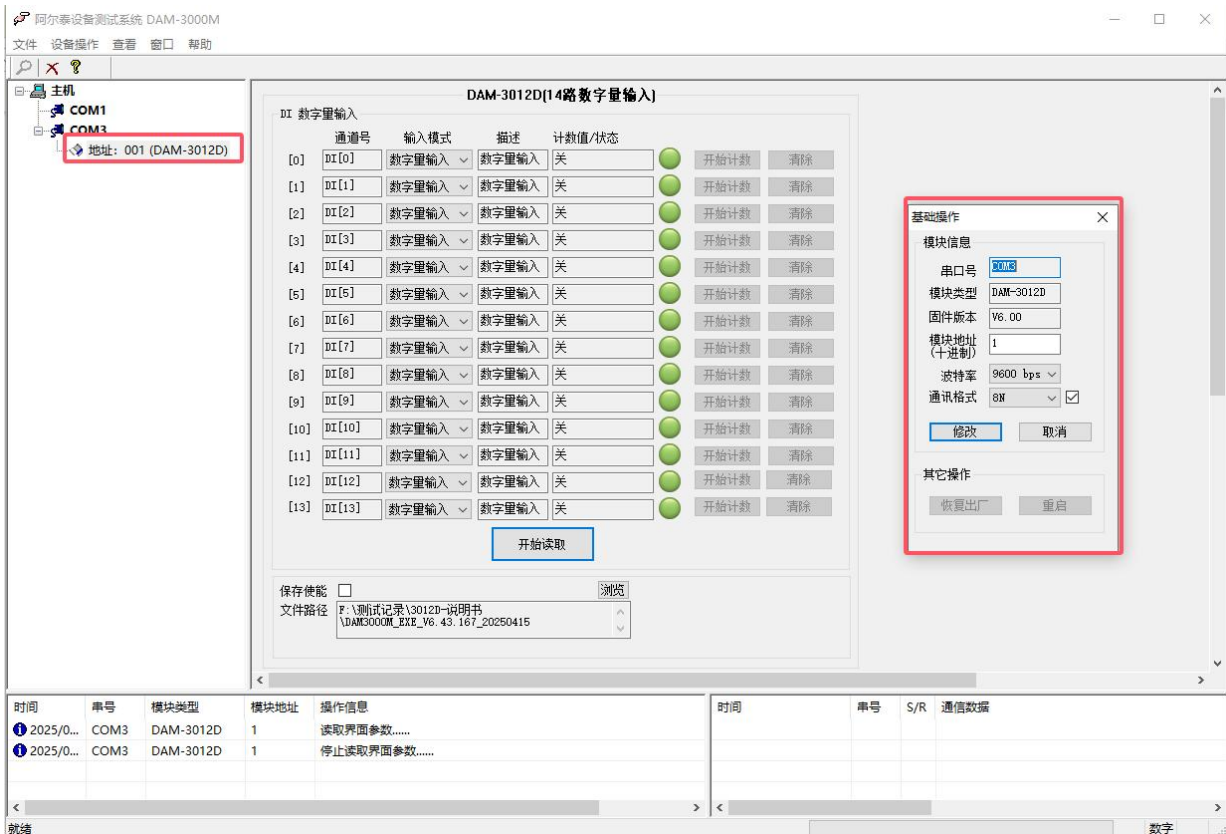 阿尔泰设备测试系统 DAM-3000M
文件 设备操作 查看 窗口 帮助
主机
COM1
COM3
地址：001 (DAM-3012D)
DAM-3012D(14路数字量输入)
DI 数字量输入
通道号 输入模式 描述 计数值/状态
[0] DI[0] 数字量输入 数字量输入 关 开始计数 清除
[1] DI[1] 数字量输入 数字量输入 关 开始计数 清除
[2] DI[2] 数字量输入 数字量输入 关 开始计数 清除
[3] DI[3] 数字量输入 数字量输入 关 开始计数 清除
[4] DI[4] 数字量输入 数字量输入 关 开始计数 清除
[5] DI[5] 数字量输入 数字量输入 关 开始计数 清除
[6] DI[6] 数字量输入 数字量输入 关 开始计数 清除
[7] DI[7] 数字量输入 数字量输入 关 开始计数 清除
[8] DI[8] 数字量输入 数字量输入 关 开始计数 清除
[9] DI[9] 数字量输入 数字量输入 关 开始计数 清除
[10] DI[10] 数字量输入 数字量输入 关 开始计数 清除
[11] DI[11] 数字量输入 数字量输入 关 开始计数 清除
[12] DI[12] 数字量输入 数字量输入 关 开始计数 清除
[13] DI[13] 数字量输入 数字量输入 关 开始计数 清除
开始读取
保存使能 浏览
文件路径 F:\测试记录\3012D-说明书
\DAM3000M_EXE_V6.43.167_20250415
基础操作
模块信息
串口号 COM3
模块类型 DAM-3012D
固件版本 V6.00
模块地址 1
(十进制)
波特率 9600 bps
通讯格式 8N
修改 取消
其它操作
恢复出厂 重启
时间 串号 模块类型 模块地址 操作信息
2025/0... COM3 DAM-3012D 1 读取界面参数......
2025/0... COM3 DAM-3012D 1 停止读取界面参数......
时间 串号 S/R 通信数据
就绪 数字